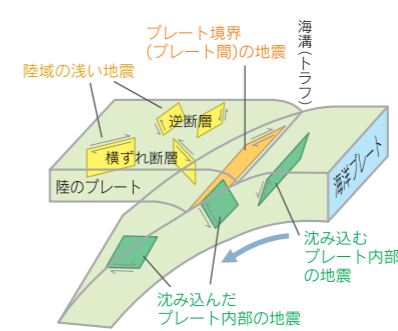 プレート境界
(プレート間)の地震
海溝(トラフ)
陸域の浅い地震
逆断層
横ずれ断層
陸のプレート
海洋プレート
沈み込む
プレート内部
の地震
沈み込んだ
プレート内部の地震